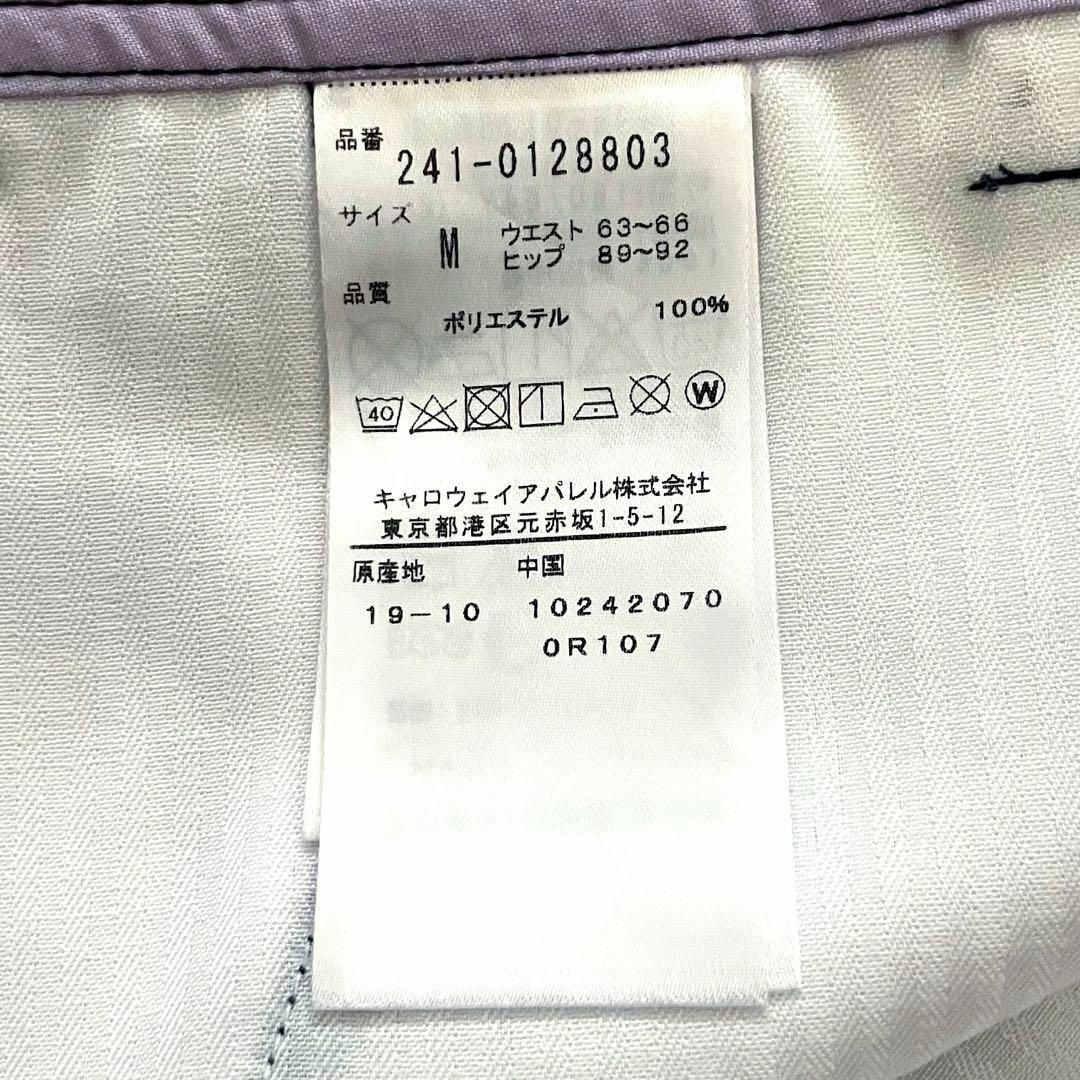 品番
241-0128803
サイズ
M ウエスト 63～66
ヒップ 89～92
品質
ポリエステル 100%
40 W
キャロウェイアパレル株式会社
東京都港区元赤坂1-5-12
原産地 中国
19-10 10242070
0R107